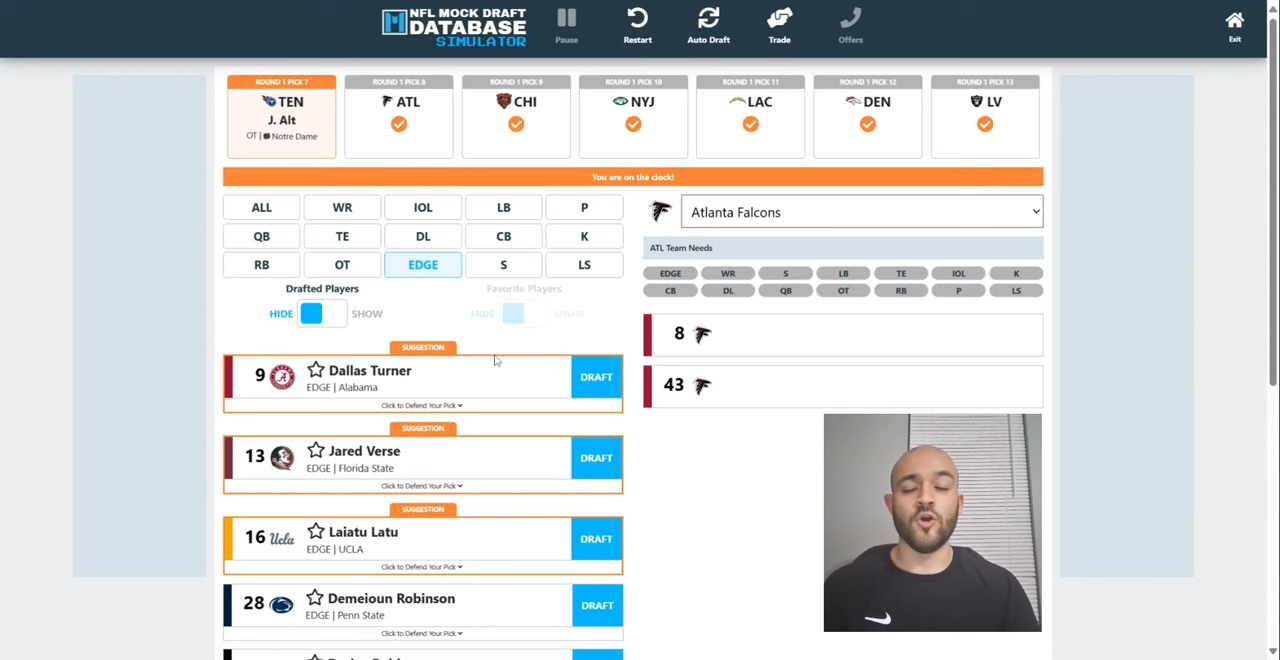 NFL MOCK DRAFT
DATABASE
SIMULATOR
Pause
Restart
Auto Draft
Trade
Offers
Exit
ROUND 1 PICK 7
TEN
J. Alt
OT | Notre Dame
ROUND 1 PICK 8
ATL
ROUND 1 PICK 9
CHI
ROUND 1 PICK 10
NYJ
ROUND 1 PICK 11
LAC
ROUND 1 PICK 12
DEN
ROUND 1 PICK 13
LV
You are on the clock!
ALL WR IOL LB P
QB TE DL CB K
RB OT EDGE S LS
Drafted Players
HIDE SHOW
Favorite Players
HIDE SHOW
SUGGESTION
9 Dallas Turner
EDGE | Alabama
DRAFT
Click to Defend Your Pick
SUGGESTION
13 Jared Verse
EDGE | Florida State
DRAFT
Click to Defend Your Pick
SUGGESTION
16 Ucla Laiatu Latu
EDGE | UCLA
DRAFT
Click to Defend Your Pick
28 Demeioun Robinson
EDGE | Penn State
DRAFT
Click to Defend Your Pick
Atlanta Falcons
ATL Team Needs
EDGE WR S LB TE IOL K
CB DL QB OT RB P LS
8
43